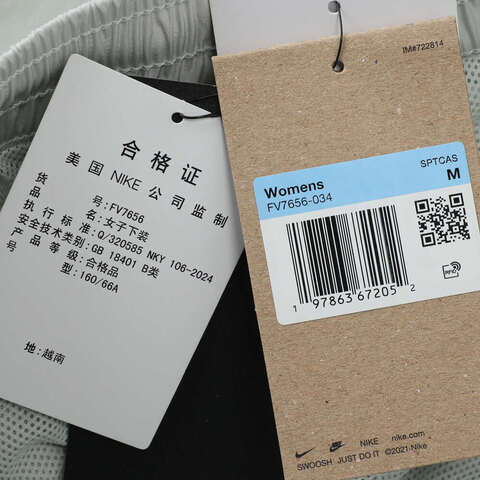 合格证
美国 NIKE 公司监制
货 号: FV7656
品 名: 女子下装
执行标准: Q/320585 NKY 106-2024
安全技术类别: GB 18401 B类
产品等级: 合格品
号 型: 160/66A
地: 越南
IM#722814
SPTCAS
Womens M
FV7656-034
1 97863 67205 2
RFID
NIKE nike.com
SWOOSH JUST DO IT ©2021 Nike